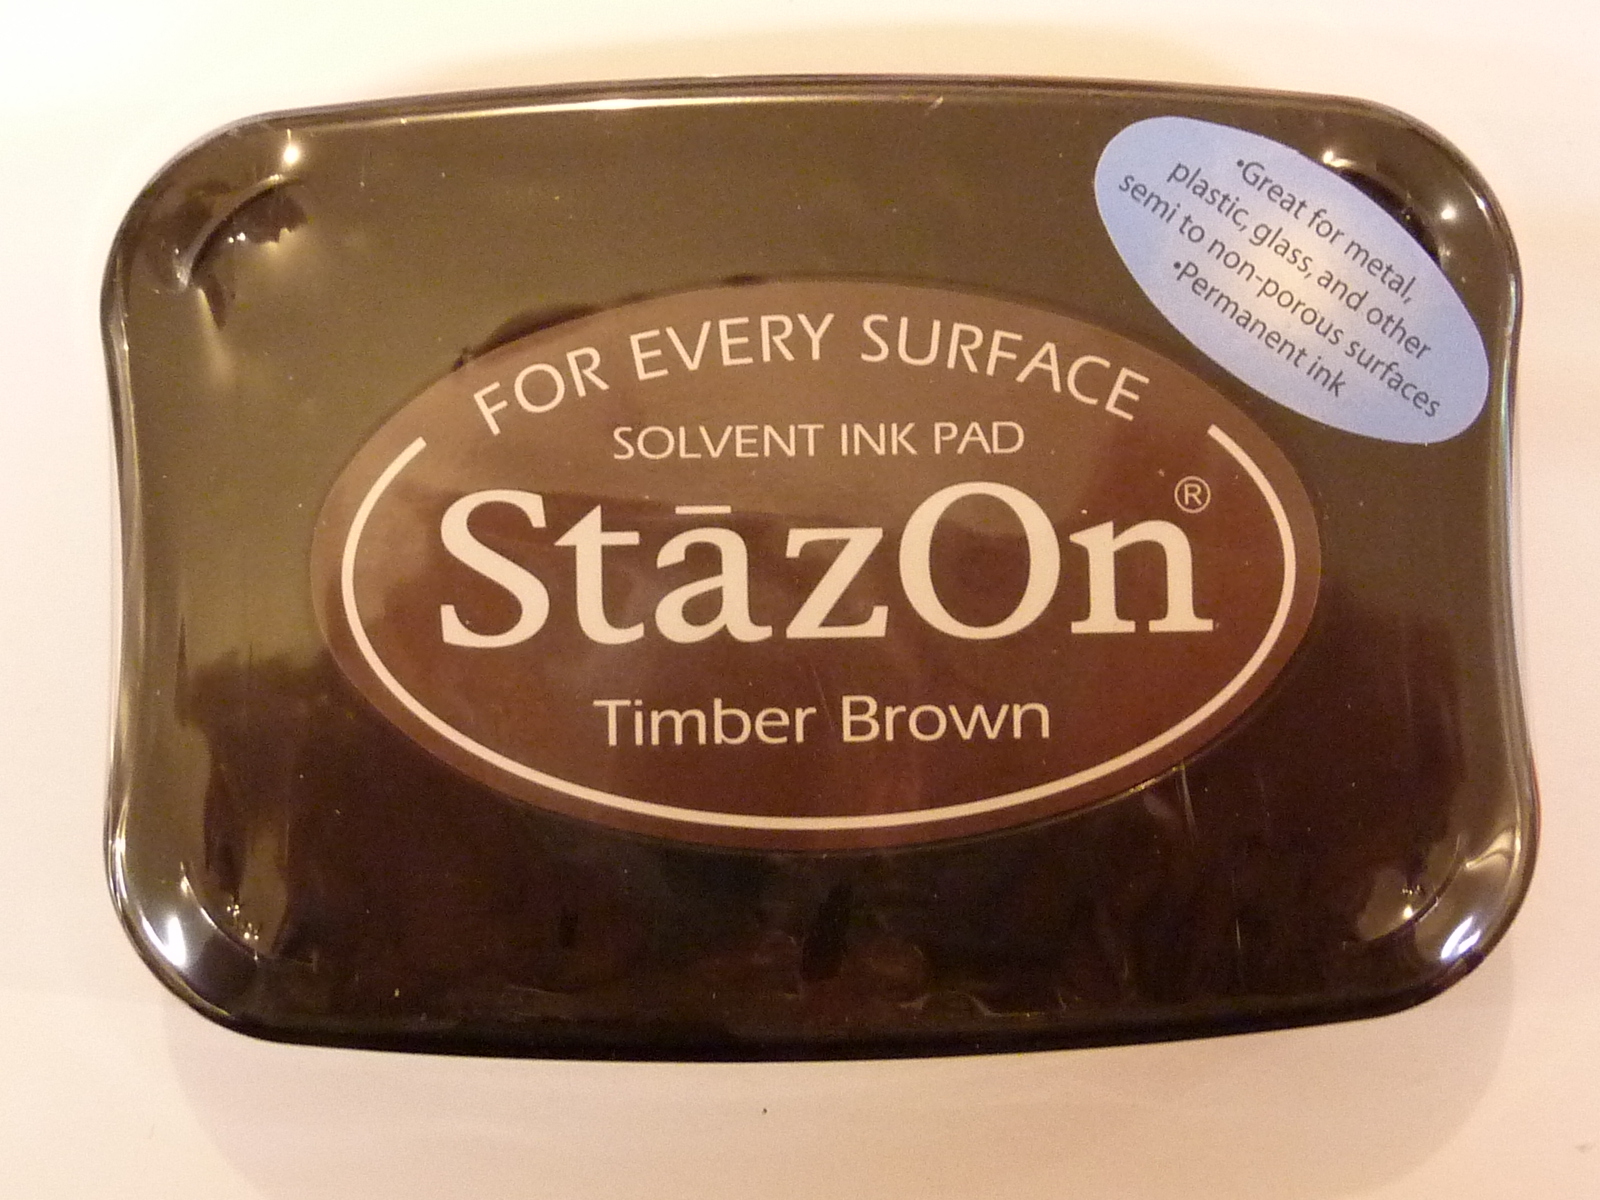 FOR EVERY SURFACE
SOLVENT INK PAD
StāzOn®
Timber Brown
•Great for metal,
plastic, glass, and other
semi to non-porous surfaces
•Permanent ink